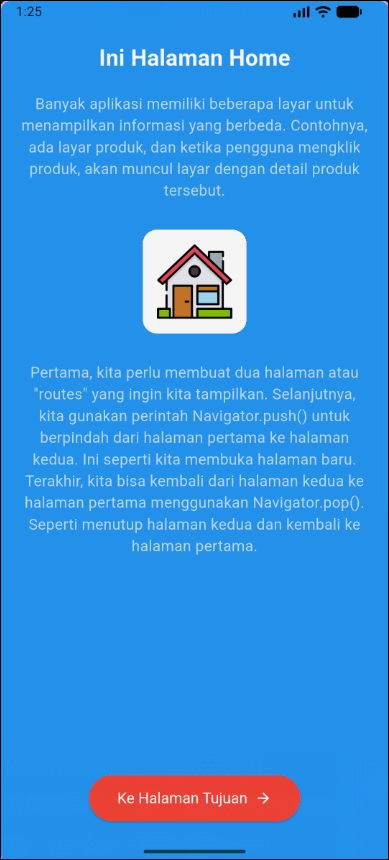 1:25
Ini Halaman Home
Banyak aplikasi memiliki beberapa layar untuk
menampilkan informasi yang berbeda. Contohnya,
ada layar produk, dan ketika pengguna mengklik
produk, akan muncul layar dengan detail produk
tersebut.
Pertama, kita perlu membuat dua halaman atau
"routes" yang ingin kita tampilkan. Selanjutnya,
kita gunakan perintah Navigator.push() untuk
berpindah dari halaman pertama ke halaman
kedua. Ini seperti kita membuka halaman baru.
Terakhir, kita bisa kembali dari halaman kedua ke
halaman pertama menggunakan Navigator.pop().
Seperti menutup halaman kedua dan kembali ke
halaman pertama.
Ke Halaman Tujuan